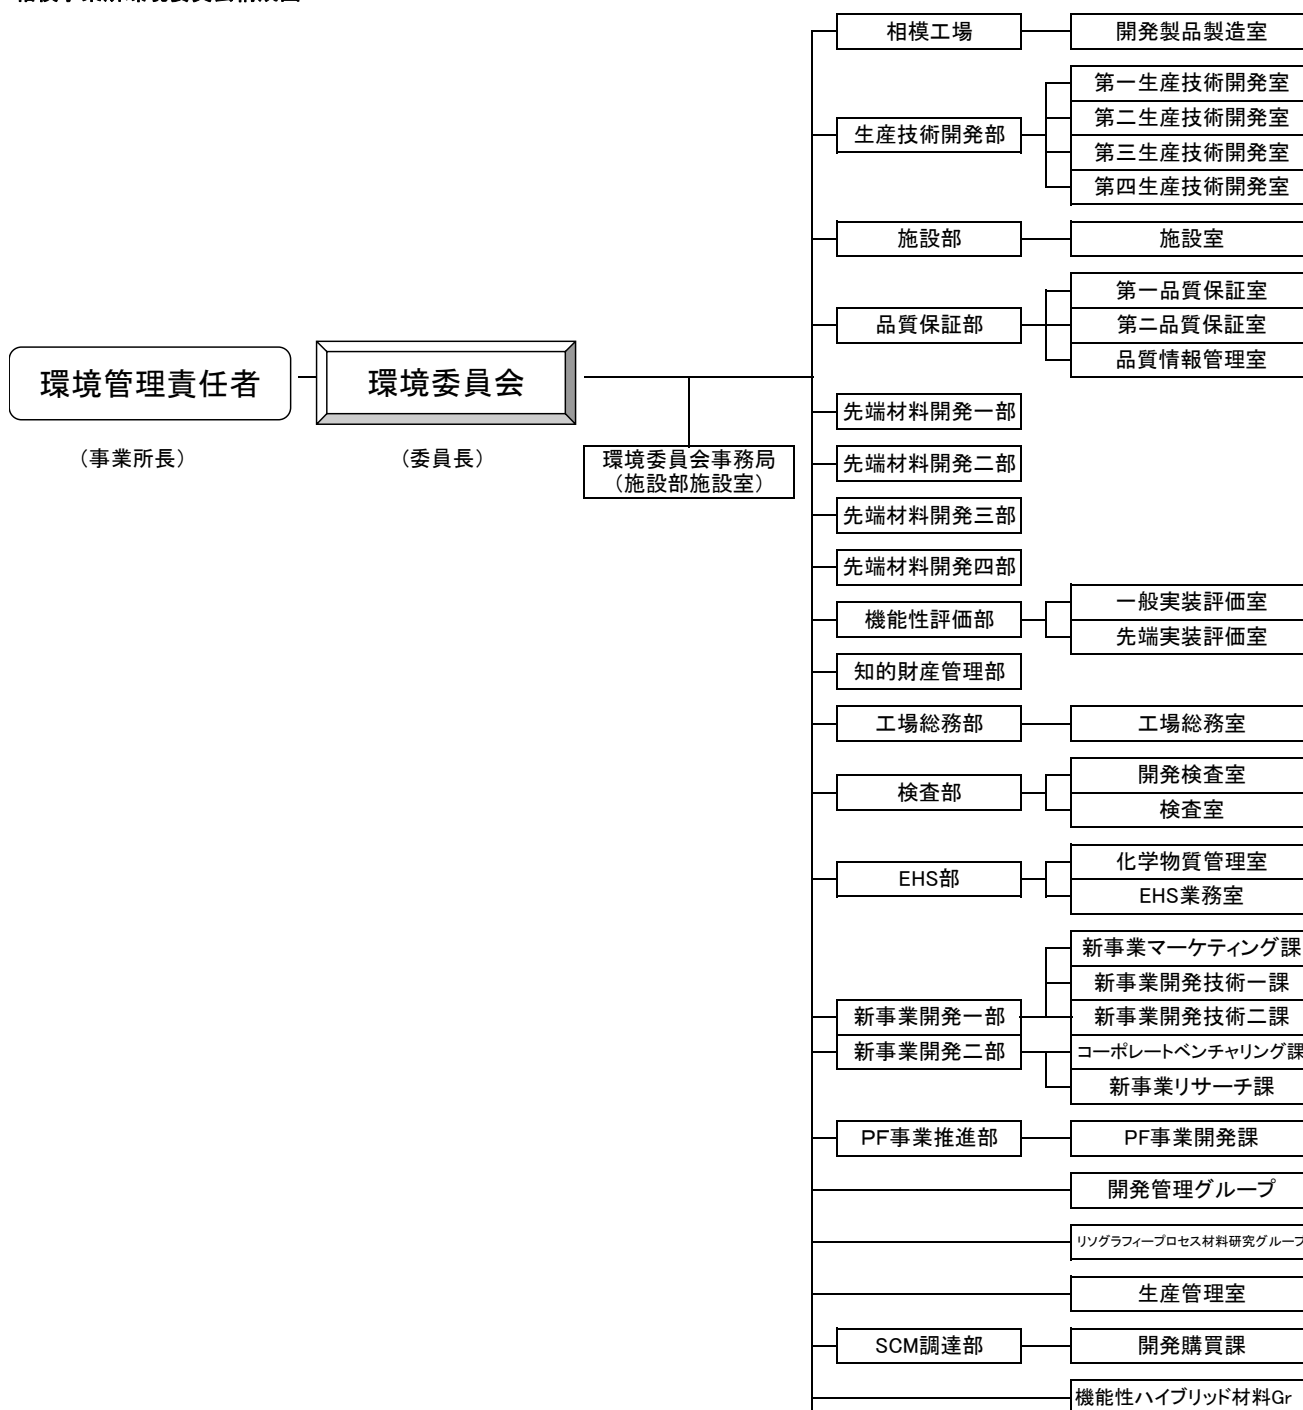 相模工場
開発製品製造室
第一生産技術開発室
第二生産技術開発室
生産技術開発部
第三生産技術開発室
第四生産技術開発室
施設部
施設室
第一品質保証室
品質保証部
第二品質保証室
品質情報管理室
環境管理責任者
環境委員会
(事業所長)
(委員長)
環境委員会事務局
(施設部施設室)
先端材料開発一部
先端材料開発二部
先端材料開発三部
先端材料開発四部
機能性評価部
一般実装評価室
先端実装評価室
知的財産管理部
工場総務部
工場総務室
検査部
開発検査室
検査室
EHS部
化学物質管理室
EHS業務室
新事業マーケティング課
新事業開発技術一課
新事業開発一部
新事業開発技術二課
新事業開発二部
コーポレートベンチャリング課
新事業リサーチ課
PF事業推進部
PF事業開発課
開発管理グループ
リソグラフィープロセス材料研究グループ
生産管理室
SCM調達部
開発購買課
機能性ハイブリッド材料Gr